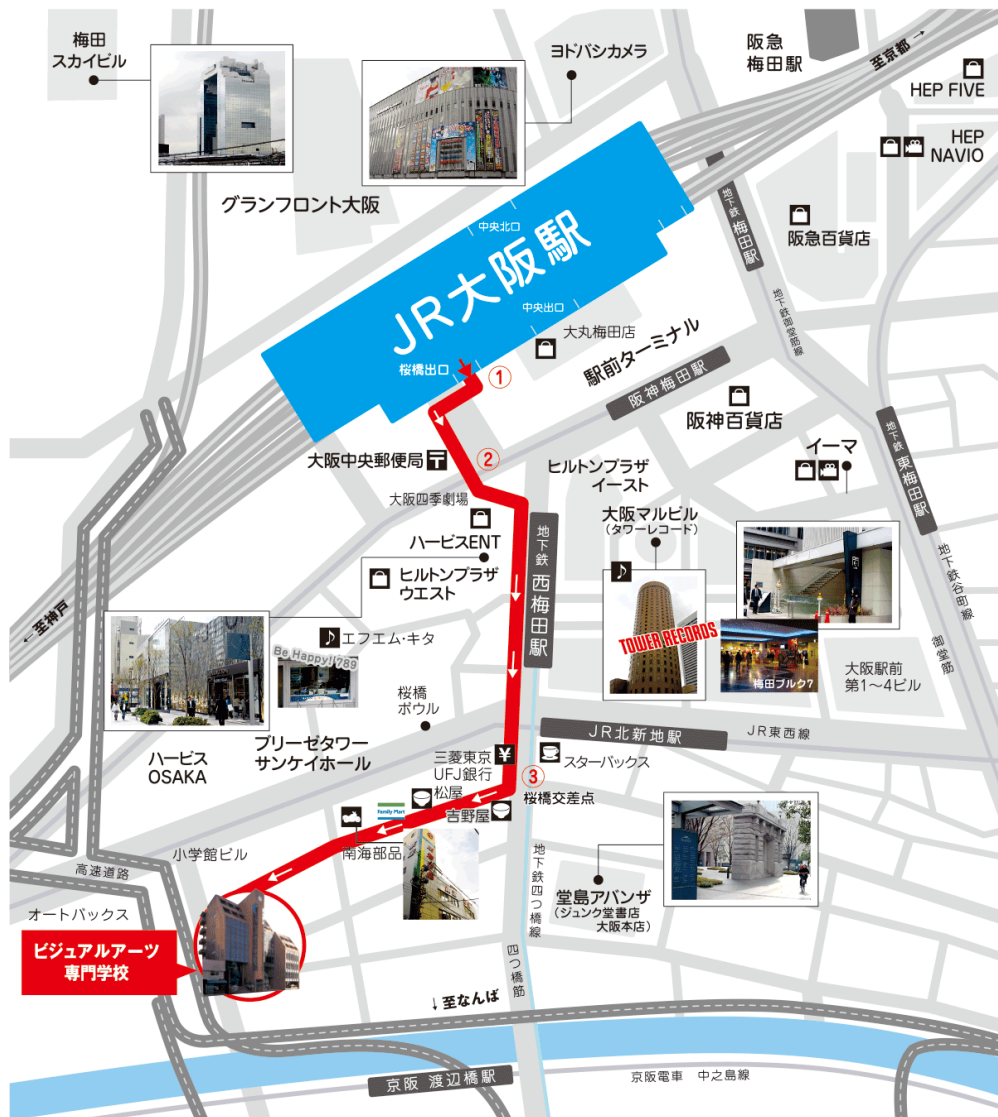 梅田
スカイビル
ヨドバシカメラ
阪急
梅田駅
至京都→
HEP FIVE
HEP
NAVIO
グランフロント大阪
中央北口
JR大阪駅
中央出口
桜橋出口
大丸梅田店
駅前ターミナル
地下鉄 梅田駅
阪急百貨店
地下鉄御堂筋線
①
阪神梅田駅
阪神百貨店
大阪中央郵便局
②
ヒルトンプラザ
イースト
イーマ
地下鉄 東梅田駅
大阪四季劇場
ハービスENT
大阪マルビル
(タワーレコード)
地下鉄 西梅田駅
ヒルトンプラザ
ウエスト
←至神戸
地下鉄谷町線
御堂筋
エフエム・キタ
Be Happy! 789
TOWER RECORDS
梅田ブルク7
大阪駅前
第1~4ビル
桜橋
ボウル
JR北新地駅
JR東西線
ハービス
OSAKA
ブリーゼタワー
サンケイホール
三菱東京
UFJ銀行
スターバックス
③
桜橋交差点
松屋
Family Mart
吉野屋
南海部品
小学館ビル
高速道路
オートバックス
地下鉄四つ橋線
堂島アバンザ
(ジュンク堂書店
大阪本店)
ビジュアルアーツ
専門学校
四つ橋筋
↓至なんば
京阪 渡辺橋駅
京阪電車 中之島線